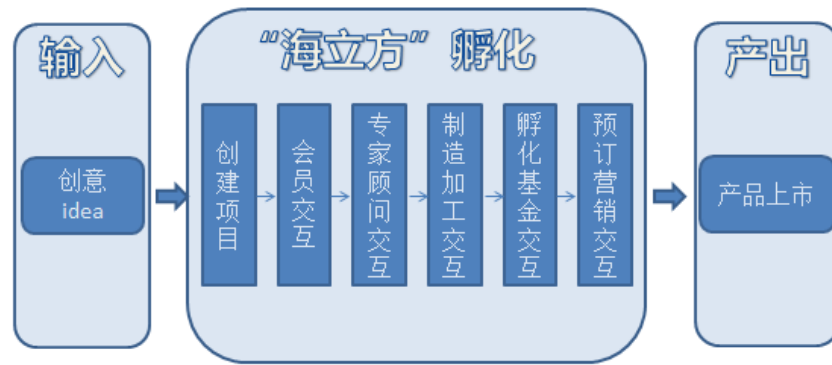 输入
创意
idea
“海立方”孵化
创建项目
会员交互
专家顾问交互
制造加工交互
孵化基金交互
预订营销交互
产出
产品上市